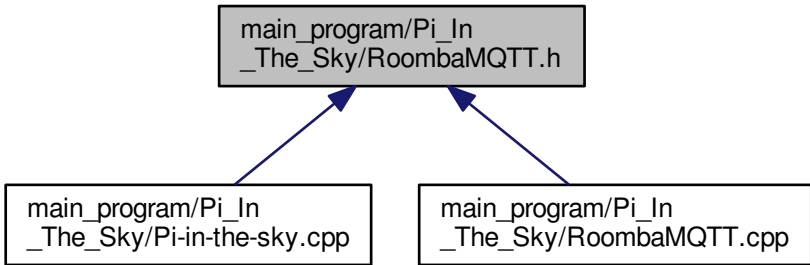 main_program/Pi_In
_The_Sky/RoombaMQTT.h
main_program/Pi_In
_The_Sky/Pi-in-the-sky.cpp
main_program/Pi_In
_The_Sky/RoombaMQTT.cpp